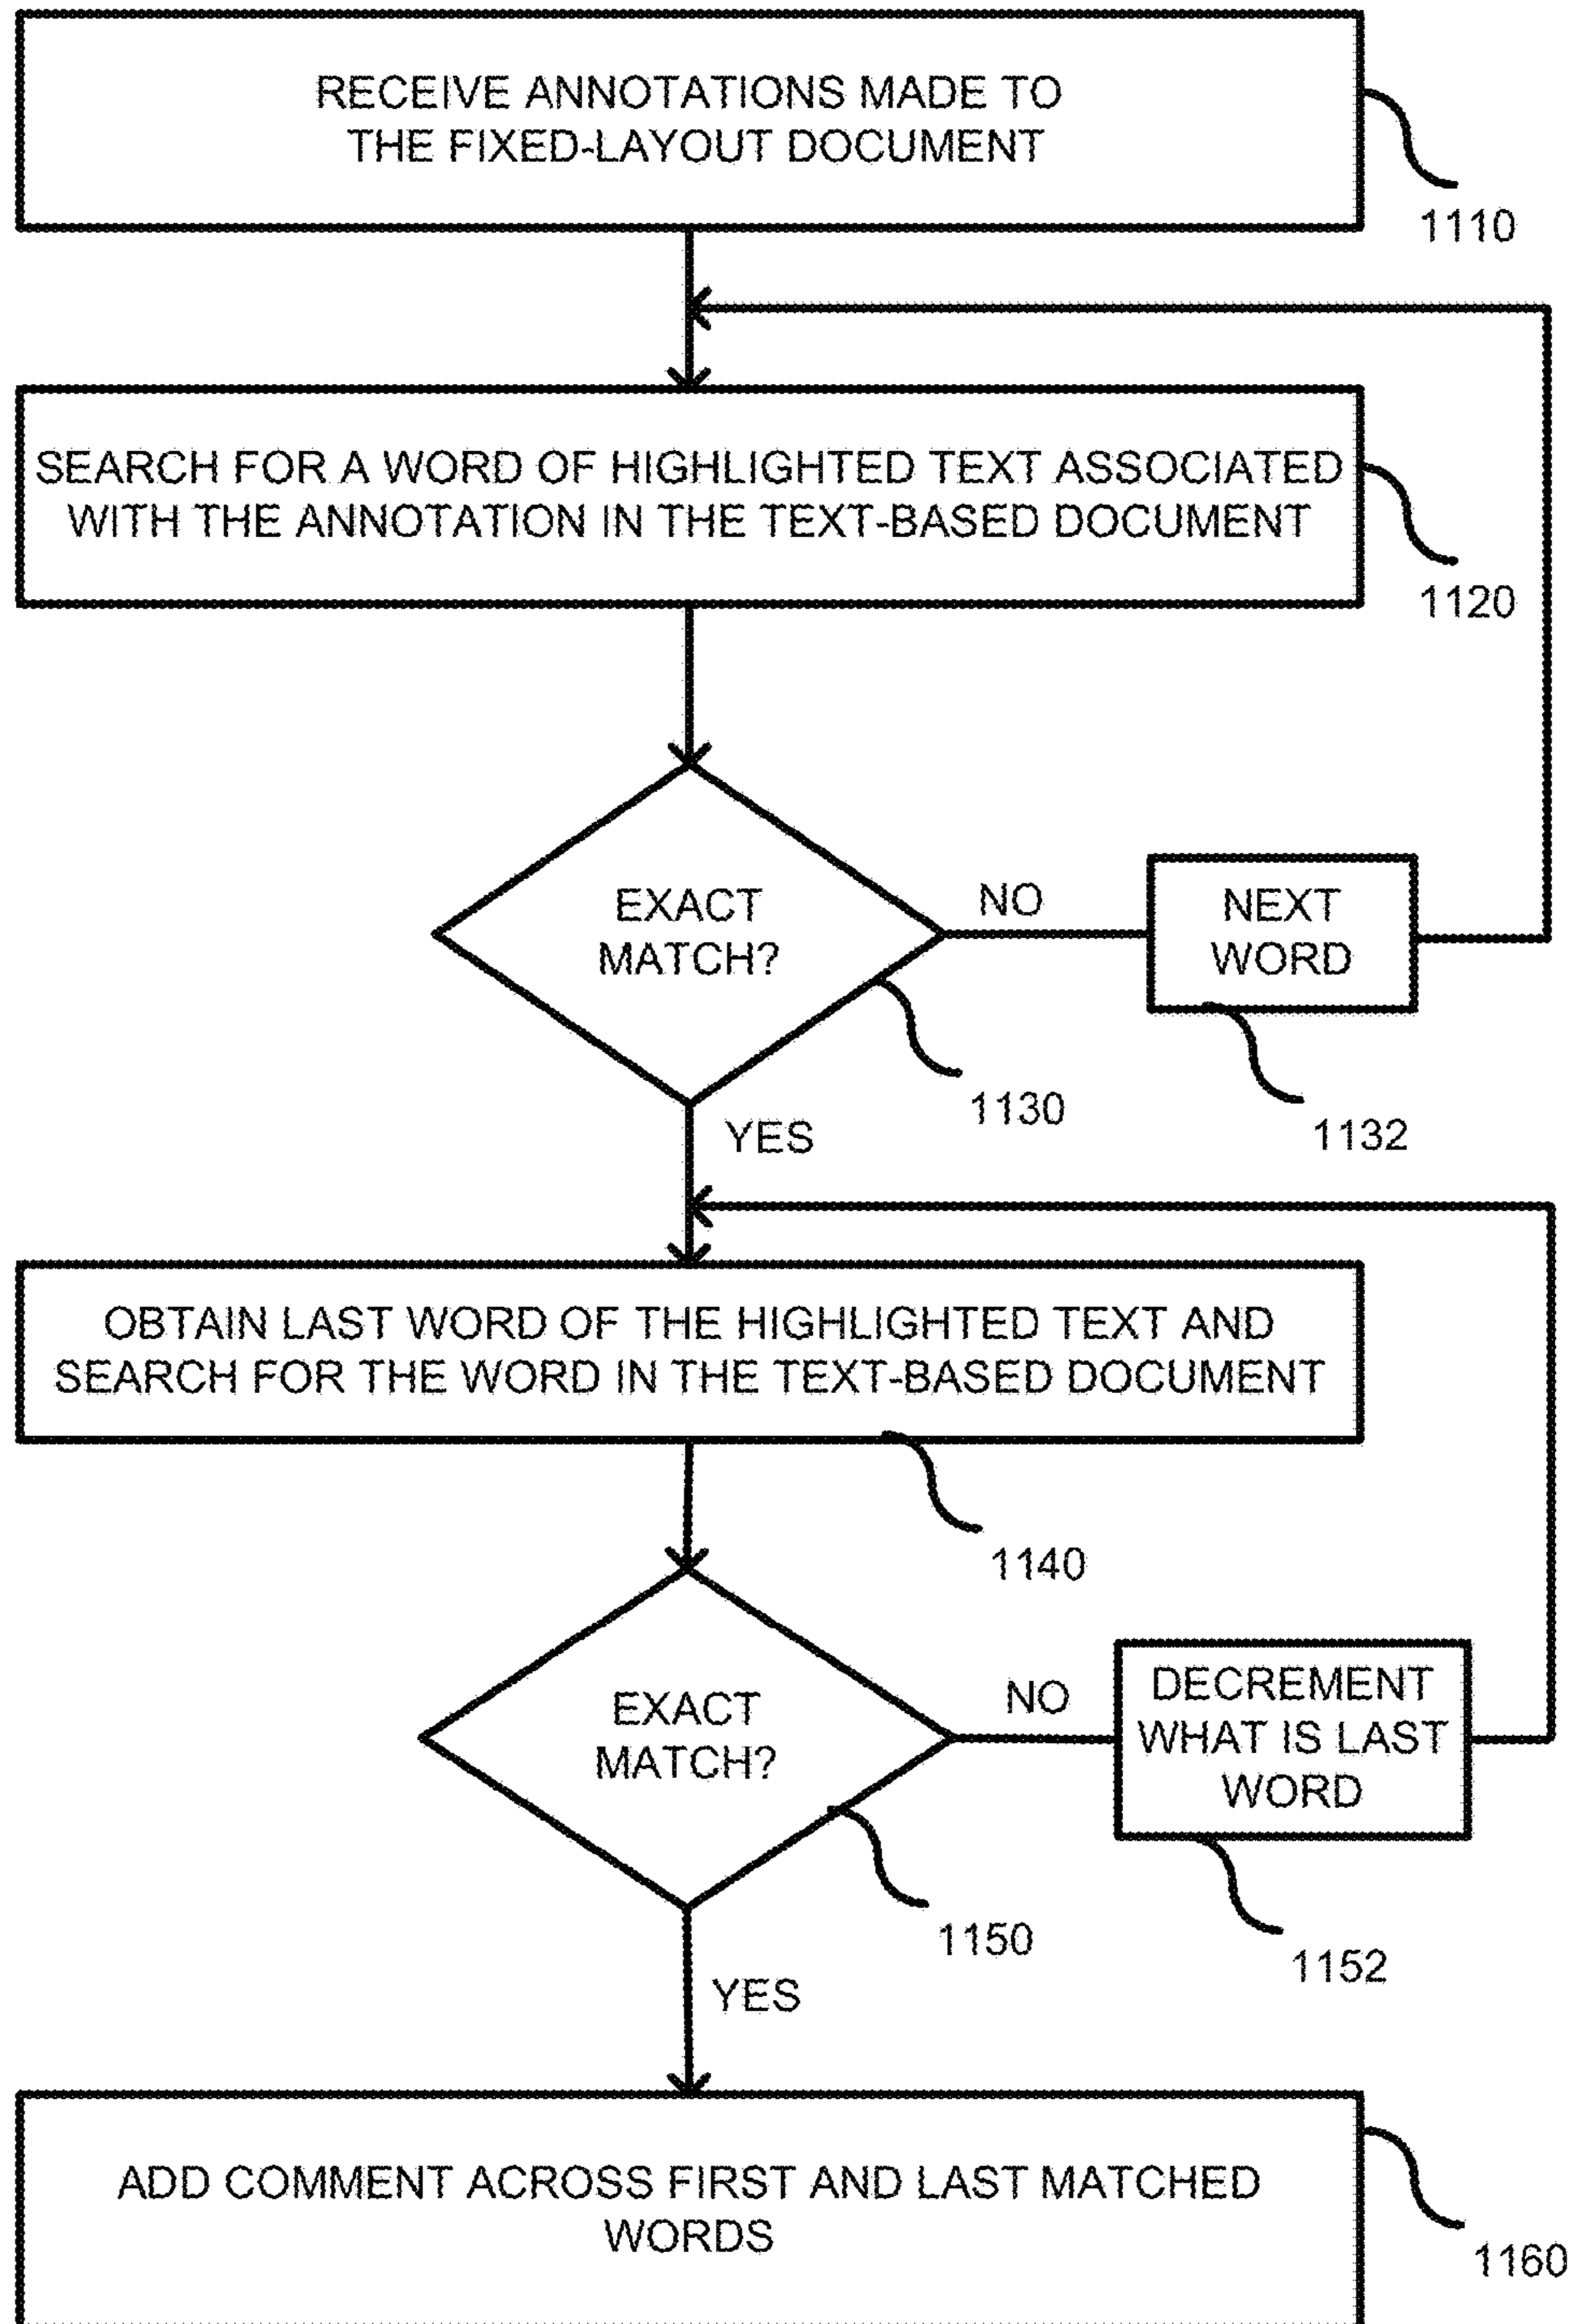 RECEIVE ANNOTATIONS MADE TO
THE FIXED-LAYOUT DOCUMENT
1110
SEARCH FOR A WORD OF HIGHLIGHTED TEXT ASSOCIATED
WITH THE ANNOTATION IN THE TEXT-BASED DOCUMENT
1120
EXACT
MATCH?
NO
NEXT
WORD
1130
1132
YES
OBTAIN LAST WORD OF THE HIGHLIGHTED TEXT AND
SEARCH FOR THE WORD IN THE TEXT-BASED DOCUMENT
1140
EXACT
MATCH?
NO
DECREMENT
WHAT IS LAST
WORD
1150
1152
YES
ADD COMMENT ACROSS FIRST AND LAST MATCHED
WORDS
1160